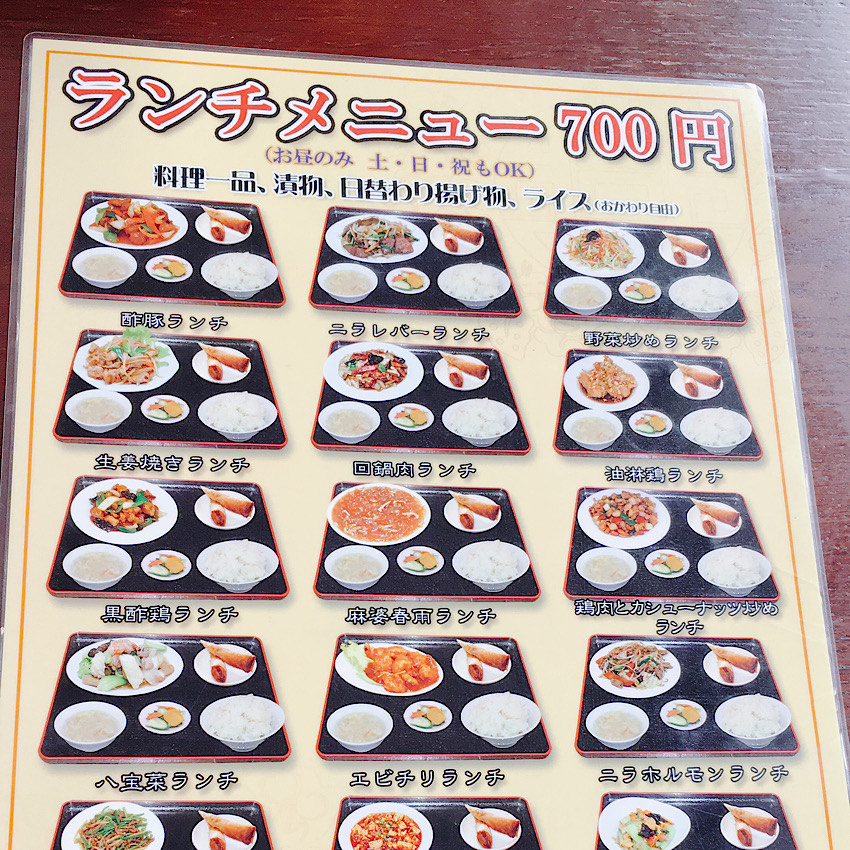 ランチメニュー700円
(お昼のみ 土・日・祝もOK)
料理一品、漬物、日替わり揚げ物、ライス(おかわり自由)
酢豚ランチ
ニラレバーランチ
野菜炒めランチ
生姜焼きランチ
回鍋肉ランチ
油淋鶏ランチ
黒酢鶏ランチ
麻婆春雨ランチ
鶏肉とカシューナッツ炒め
ランチ
八宝菜ランチ
エビチリランチ
ニラホルモンランチ